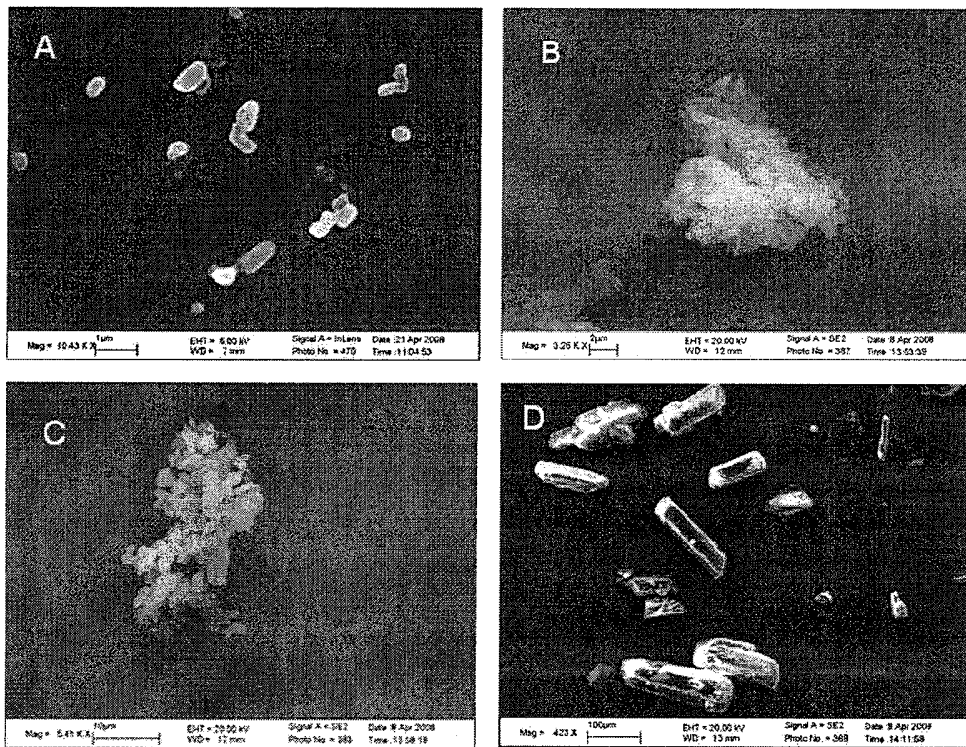 A
1µm
Mag = 10.43 K X
EHT = 5.00 kV
WD = 7 mm
Signal A = InLens
Photo No. = 470
Date :21 Apr 2008
Time :11:04:53
B
2µm
Mag = 3.25 K X
EHT = 20.00 kV
WD = 12 mm
Signal A = SE2
Photo No. = 387
Date :8 Apr 2008
Time :13:53:39
C
10µm
EHT = 20.00 kV
WD = 12 mm
Signal A = SE2
Date :8 Apr 2008
D
100µm
Mag = 423 X
EHT = 20.00 kV
WD = 13 mm
Signal A = SE2
Photo No. = 389
Date :8 Apr 2008
Time :14:11:58